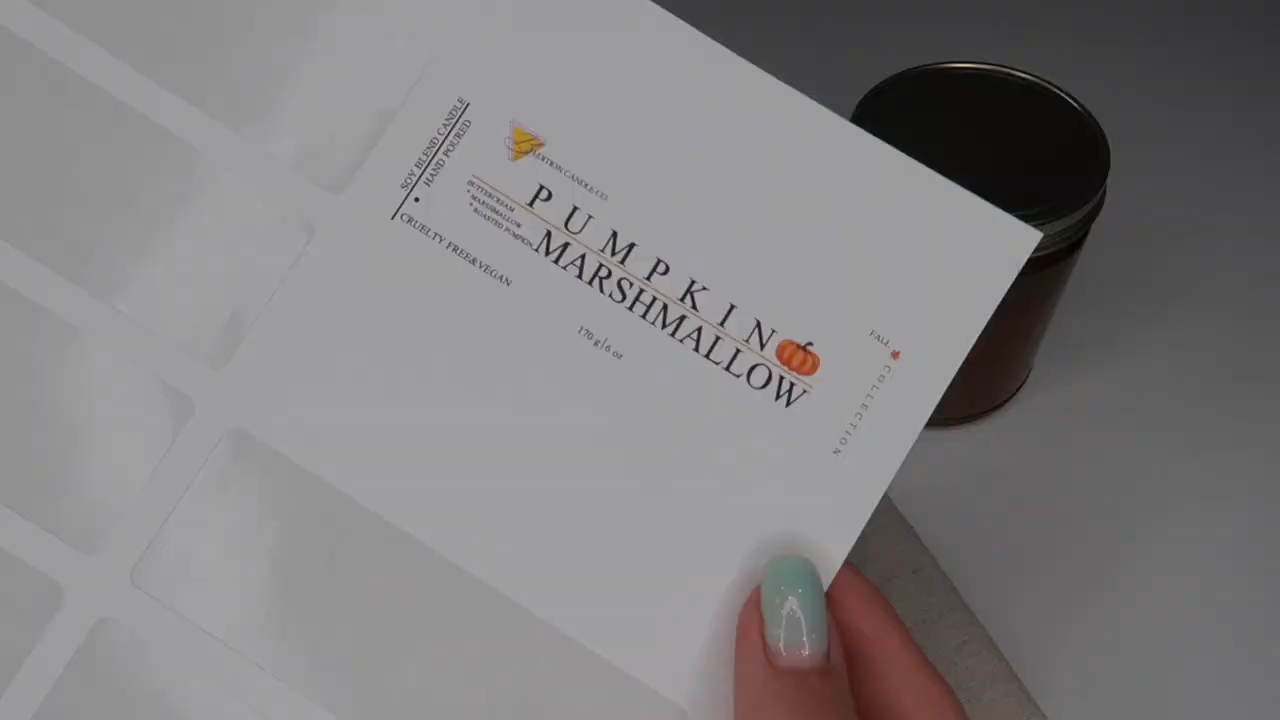 SOY BLEND CANDLE
HAND POURED
• CRUELTY FREE&VEGAN
EDITION CANDLE CO.
PUMPKIN
BUTTERCREAM
* MARSHMALLOW
* ROASTED PUMPKIN
MARSHMALLOW
170 g|6 oz
FALL
COLLECTION